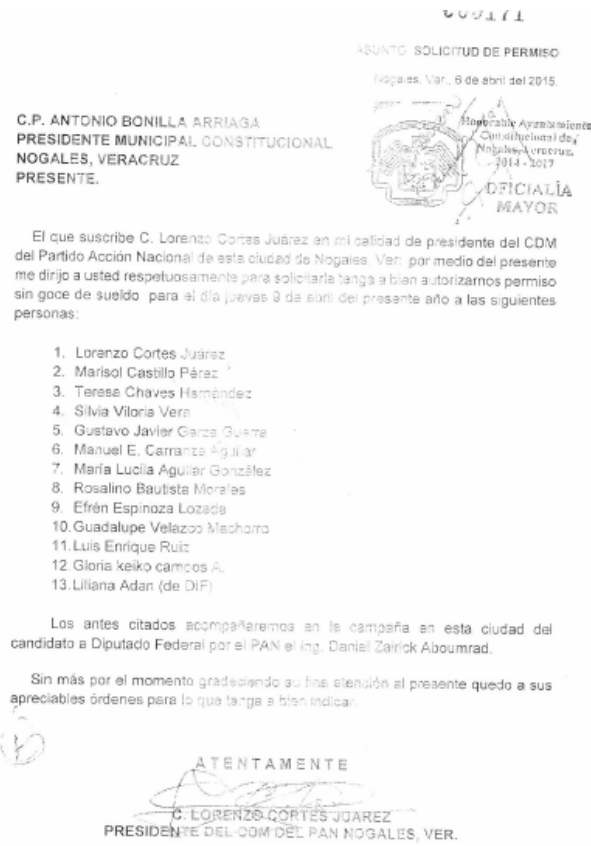 000171
ASUNTO: SOLICITUD DE PERMISO
Nogales, Ver., 6 de abril del 2015.
C.P. ANTONIO BONILLA ARRIAGA
PRESIDENTE MUNICIPAL CONSTITUCIONAL
NOGALES, VERACRUZ
PRESENTE.
Honorable Ayuntamiento
Constitucional de,
Nogales, Veracruz.
2014 - 2017
OFICIALÍA
MAYOR
El que suscribe C. Lorenzo Cortes Juárez en mi calidad de presidente del CDM
del Partido Acción Nacional de esta ciudad de Nogales, Ver. por medio del presente
me dirijo a usted respetuosamente para solicitarle tenga a bien autorizarnos permiso
sin goce de sueldo para el día jueves 9 de abril del presente año a las siguientes
personas:
1. Lorenzo Cortes Juárez
2. Marisol Castillo Pérez
3. Teresa Chaves Hernández
4. Silvia Viloria Vera
5. Gustavo Javier Garza Guerra
6. Manuel E. Carranza Aguilar
7. María Lucila Aguilar González
8. Rosalino Bautista Morales
9. Efrén Espinoza Lozada
10. Guadalupe Velazco Machorro
11. Luis Enrique Ruiz
12. Gloria keiko campos A.
13. Liliana Adan (de DIF)
Los antes citados acompañaremos en la campaña en esta ciudad del
candidato a Diputado Federal por el PAN el Ing. Daniel Zairick Aboumrad.
Sin más por el momento gradeciendo su fina atención al presente quedo a sus
apreciables órdenes para lo que tenga a bien indicar.
ATENTAMENTE
C. LORENZO CORTES JUAREZ
PRESIDENTE DEL CDM DEL PAN NOGALES, VER.